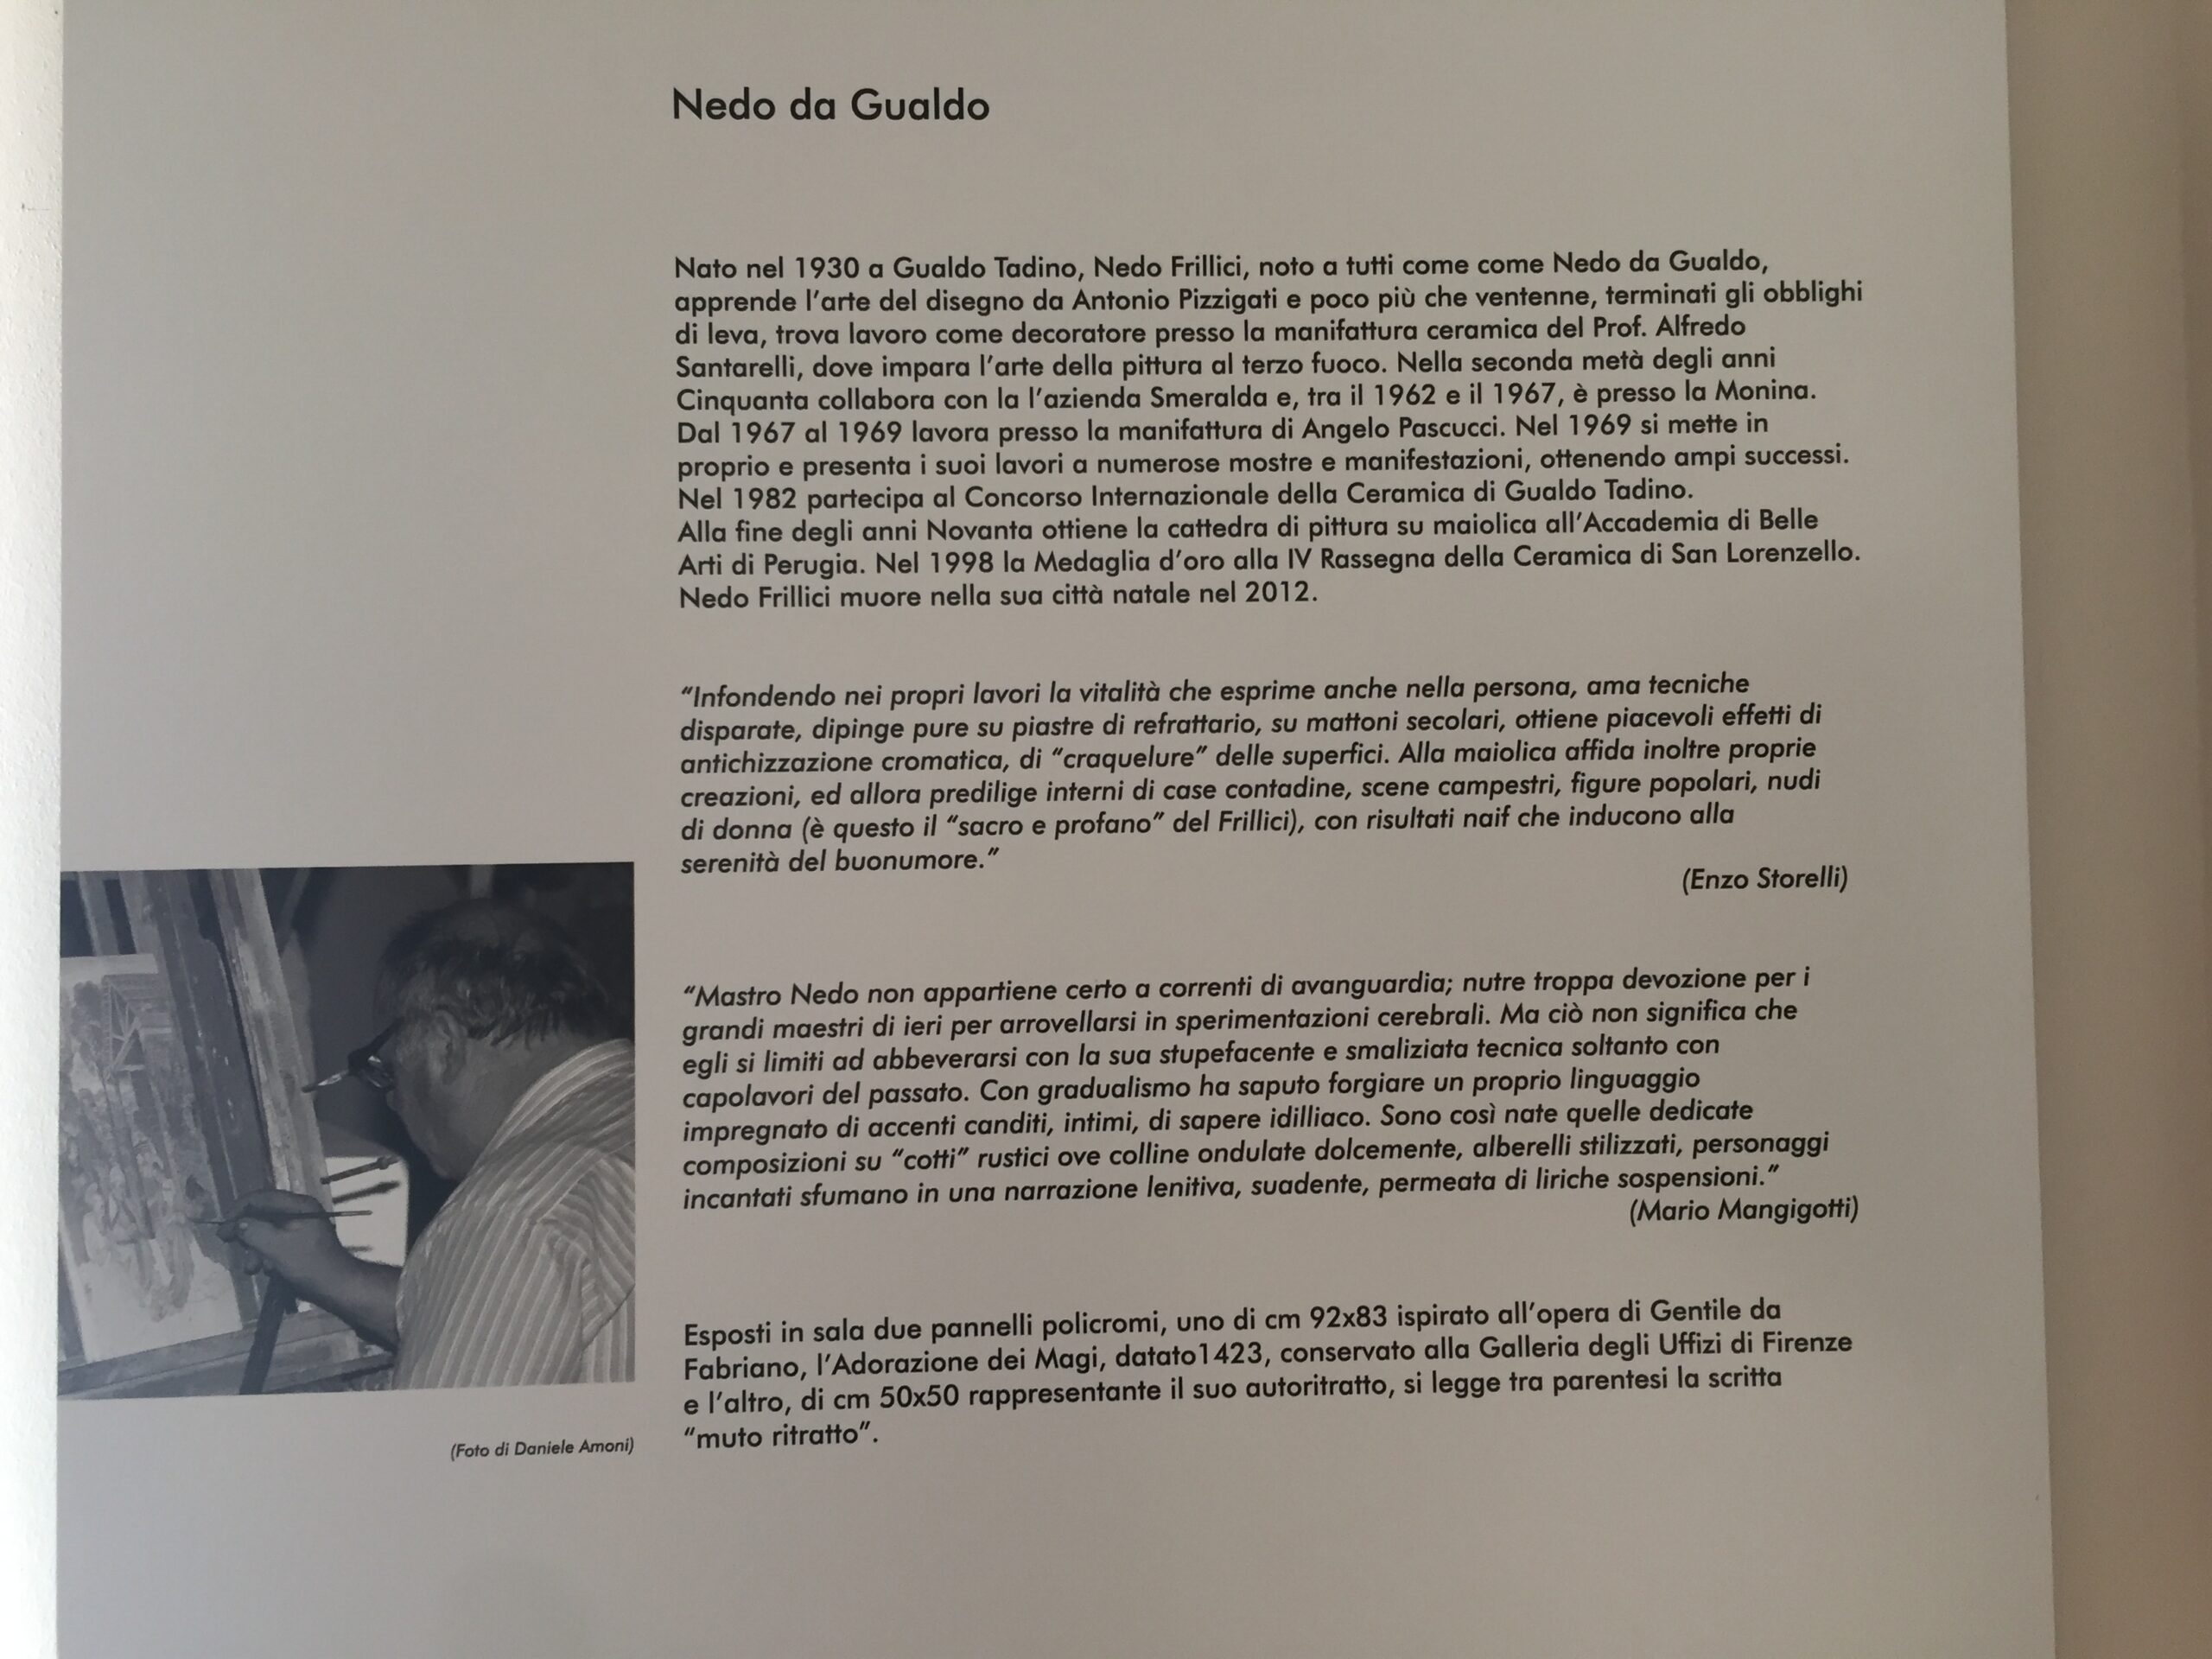 Nedo da Gualdo
Nato nel 1930 a Gualdo Tadino, Nedo Frillici, noto a tutti come come Nedo da Gualdo,
apprende l'arte del disegno da Antonio Pizzigati e poco più che ventenne, terminati gli obblighi
di leva, trova lavoro come decoratore presso la manifattura ceramica del Prof. Alfredo
Santarelli, dove impara l'arte della pittura al terzo fuoco. Nella seconda metà degli anni
Cinquanta collabora con la l'azienda Smeralda e, tra il 1962 e il 1967, è presso la Monina.
Dal 1967 al 1969 lavora presso la manifattura di Angelo Pascucci. Nel 1969 si mette in
proprio e presenta i suoi lavori a numerose mostre e manifestazioni, ottenendo ampi successi.
Nel 1982 partecipa al Concorso Internazionale della Ceramica di Gualdo Tadino.
Alla fine degli anni Novanta ottiene la cattedra di pittura su maiolica all'Accademia di Belle
Arti di Perugia. Nel 1998 la Medaglia d'oro alla IV Rassegna della Ceramica di San Lorenzello.
Nedo Frillici muore nella sua città natale nel 2012.
"Infondendo nei propri lavori la vitalità che esprime anche nella persona, ama tecniche
disparate, dipinge pure su piastre di refrattario, su mattoni secolari, ottiene piacevoli effetti di
antichizzazione cromatica, di "craquelure" delle superfici. Alla maiolica affida inoltre proprie
creazioni, ed allora predilige interni di case contadine, scene campestri, figure popolari, nudi
di donna (è questo il "sacro e profano" del Frillici), con risultati naif che inducono alla
serenità del buonumore."
(Enzo Storelli)
"Mastro Nedo non appartiene certo a correnti di avanguardia; nutre troppa devozione per i
grandi maestri di ieri per arrovellarsi in sperimentazioni cerebrali. Ma ciò non significa che
egli si limiti ad abbeverarsi con la sua stupefacente e smaliziata tecnica soltanto con
capolavori del passato. Con gradualismo ha saputo forgiare un proprio linguaggio
impregnato di accenti canditi, intimi, di sapere idilliaco. Sono così nate quelle dedicate
composizioni su "cotti" rustici ove colline ondulate dolcemente, alberelli stilizzati, personaggi
incantati sfumano in una narrazione lenitiva, suadente, permeata di liriche sospensioni."
(Mario Mangigotti)
Esposti in sala due pannelli policromi, uno di cm 92x83 ispirato all'opera di Gentile da
Fabriano, l'Adorazione dei Magi, datato1423, conservato alla Galleria degli Uffizi di Firenze
e l'altro, di cm 50x50 rappresentante il suo autoritratto, si legge tra parentesi la scritta
"muto ritratto".
(Foto di Daniele Amoni)